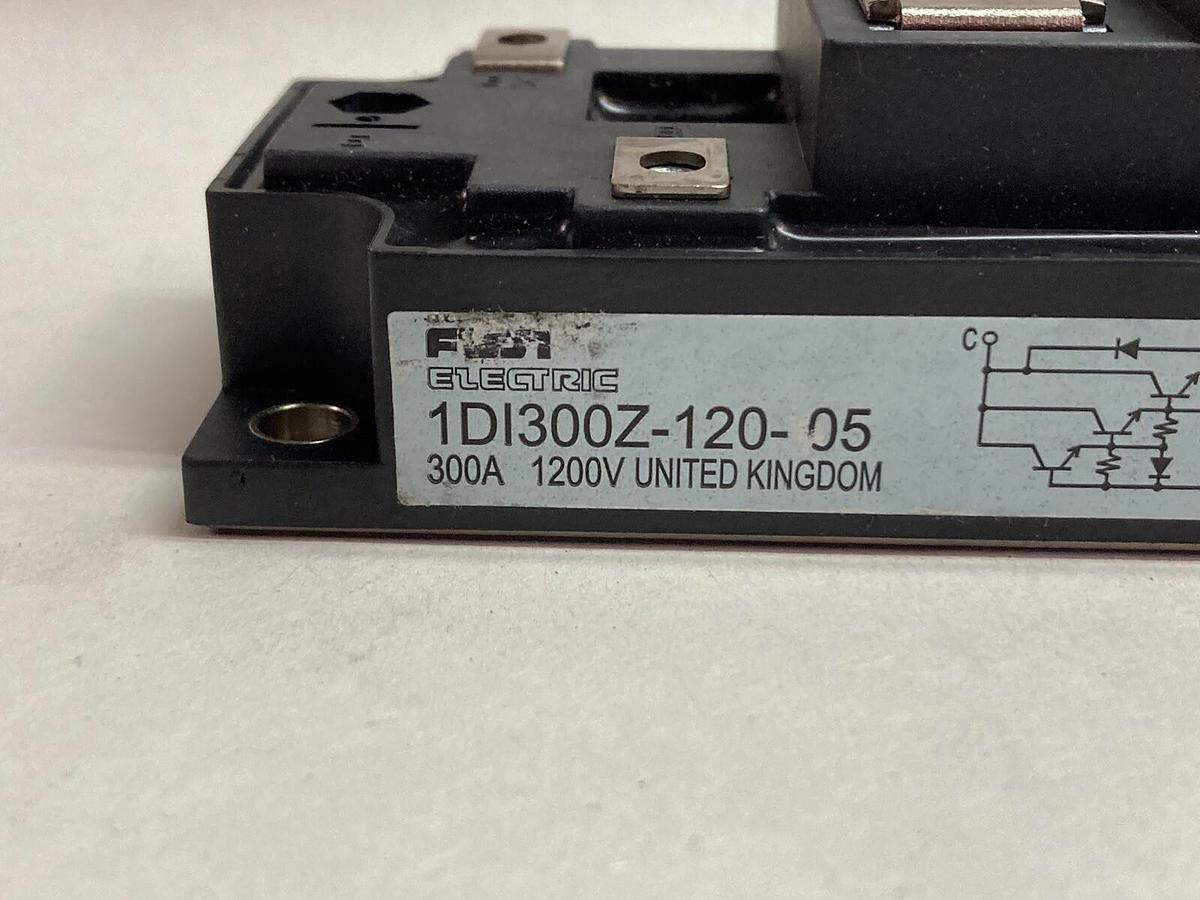 FUJI
ELECTRIC
1DI300Z-120- 05
300A 1200V UNITED KINGDOM
C